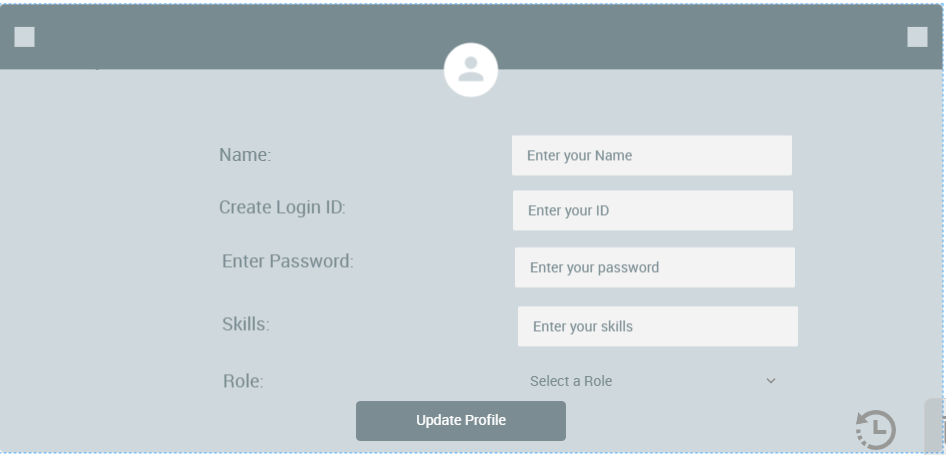 Name:
Enter your Name
Create Login ID:
Enter your ID
Enter Password:
Enter your password
Skills:
Enter your skills
Role:
Select a Role
Update Profile